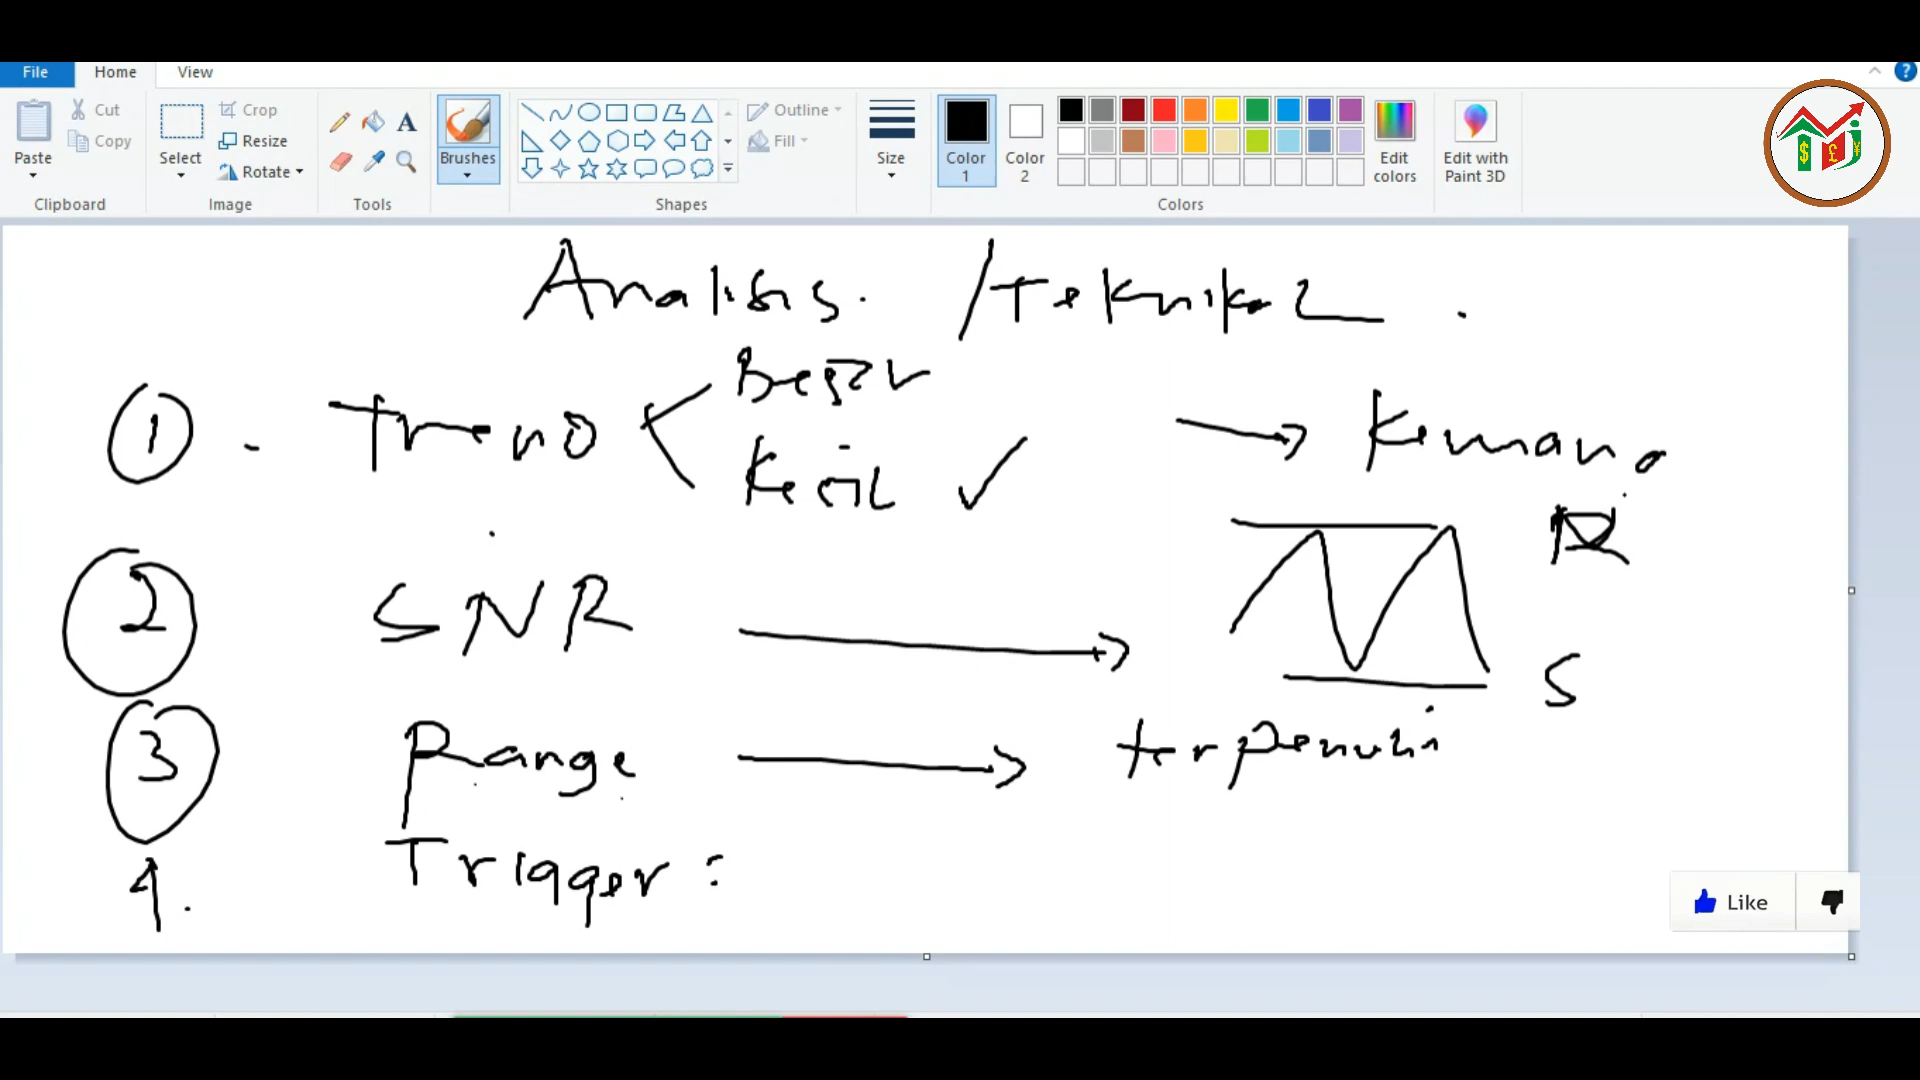 File Home View
Paste
Cut
Copy
Clipboard
Select
Crop
Resize
Rotate
Image
A
Tools
Brushes
Outline
Fill
Shapes
Size
Color 1
Color 2
Colors
Edit colors
Edit with Paint 3D
?
$ £ ¥
Analisis. / Teknikal .
1 . Trend < Besar
Kecil ✓ → Kemana
2 SNR → R
S
3 Range → terpenuhi
4. Trigger :
Like